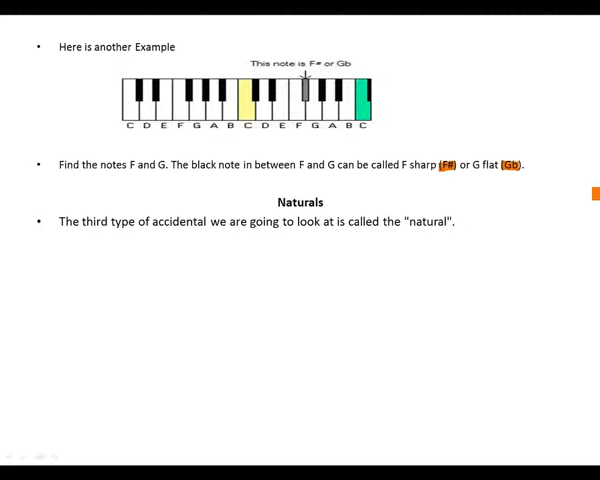 • Here is another Example
This note is F# or Gb
C D E F G A B C D E F G A B C
• Find the notes F and G. The black note in between F and G can be called F sharp (F#) or G flat (Gb).
Naturals
• The third type of accidental we are going to look at is called the "natural".